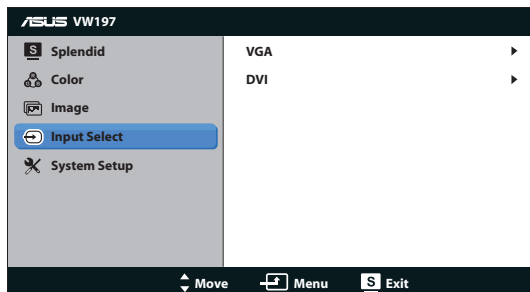 ASUS VW197
S Splendid
Color
Image
Input Select
System Setup
VGA
DVI
Move Menu S Exit